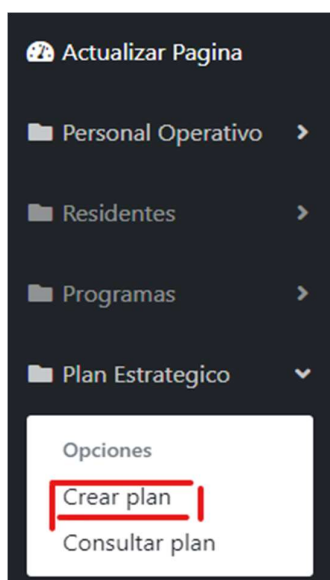 Actualizar Pagina
Personal Operativo
Residentes
Programas
Plan Estrategico
Opciones
Crear plan
Consultar plan